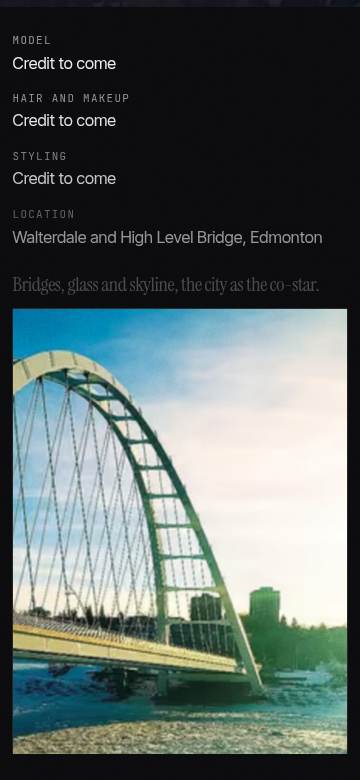 MODEL
Credit to come
HAIR AND MAKEUP
Credit to come
STYLING
Credit to come
LOCATION
Walterdale and High Level Bridge, Edmonton
Bridges, glass and skyline, the city as the co-star.